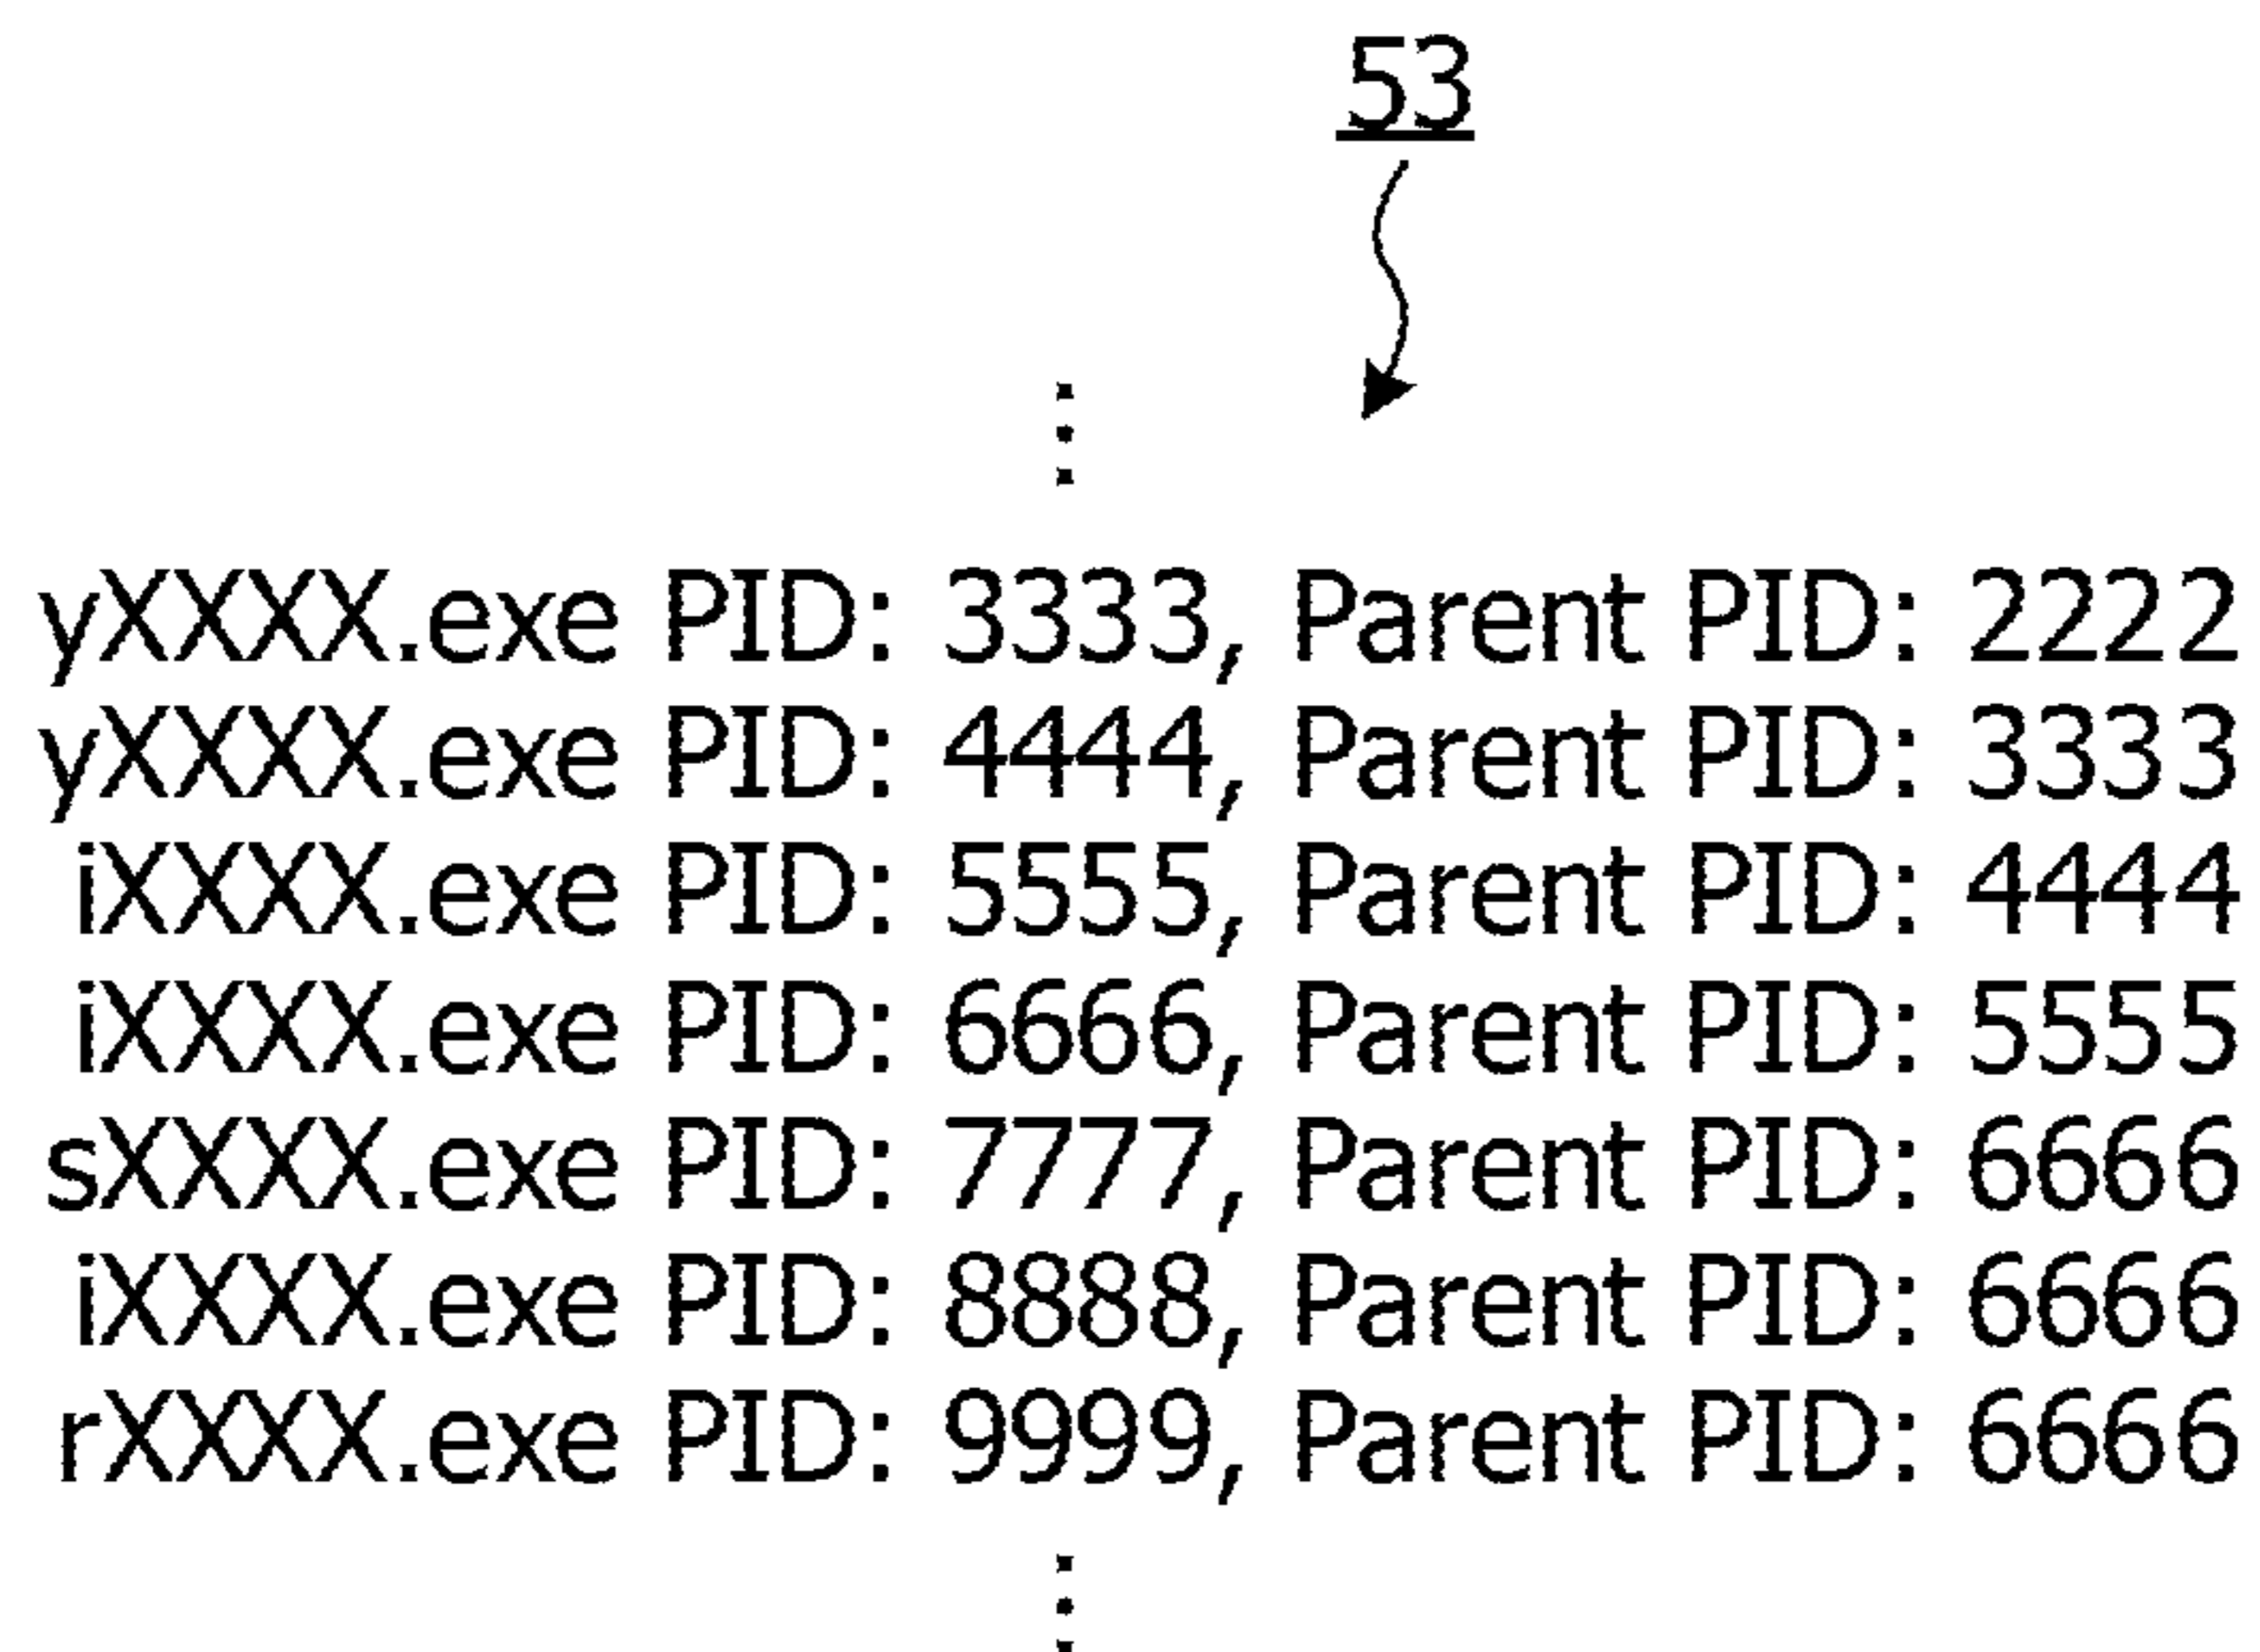 53
yXXXX.exe PID: 3333, Parent PID: 2222
yXXXX.exe PID: 4444, Parent PID: 3333
iXXXX.exe PID: 5555, Parent PID: 4444
iXXXX.exe PID: 6666, Parent PID: 5555
sXXXX.exe PID: 7777, Parent PID: 6666
iXXXX.exe PID: 8888, Parent PID: 6666
rXXXX.exe PID: 9999, Parent PID: 6666